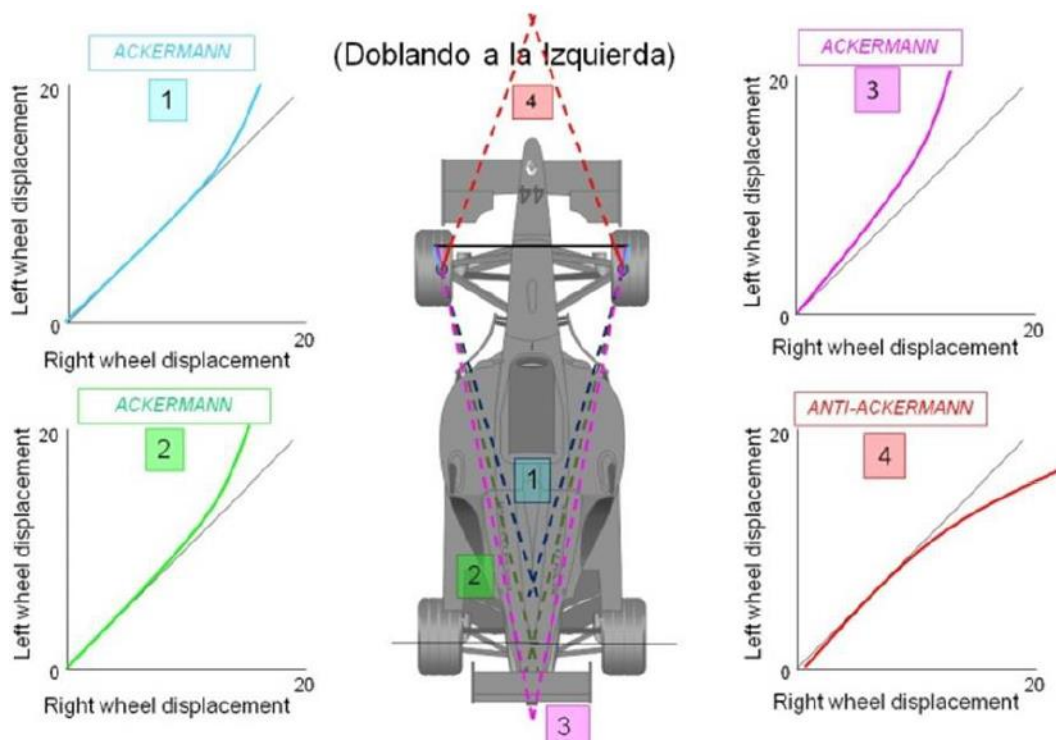 ACKERMANN
1
20
Left wheel displacement
0
20
Right wheel displacement
(Doblando a la Izquierda)
4
44
1
2
3
ACKERMANN
3
20
Left wheel displacement
0
20
Right wheel displacement
ACKERMANN
2
20
Left wheel displacement
0
20
Right wheel displacement
ANTI-ACKERMANN
4
20
Left wheel displacement
0
20
Right wheel displacement